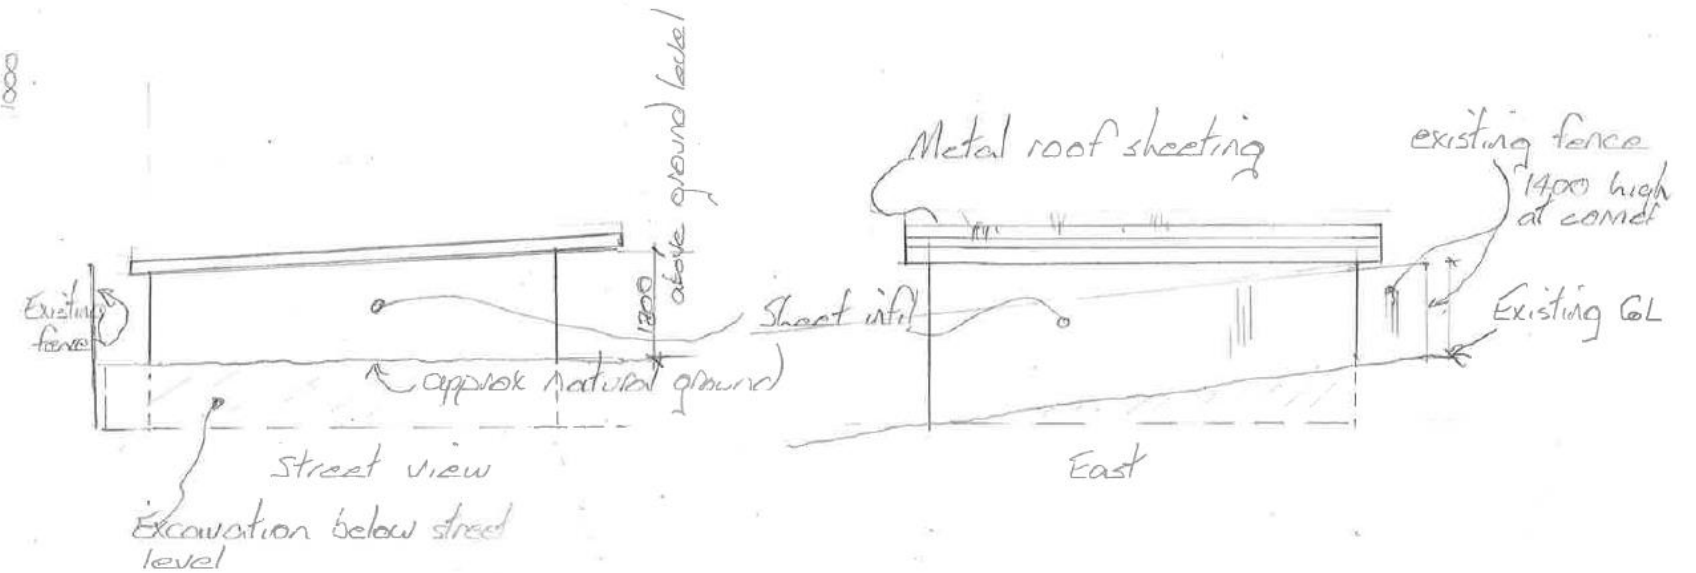 1000
above ground level
1800
Metal roof sheeting
existing fence
1400 high
at corner
Existing
fence
Sheet infil
Existing GL
approx natural ground
Street view
East
Excavation below street
level